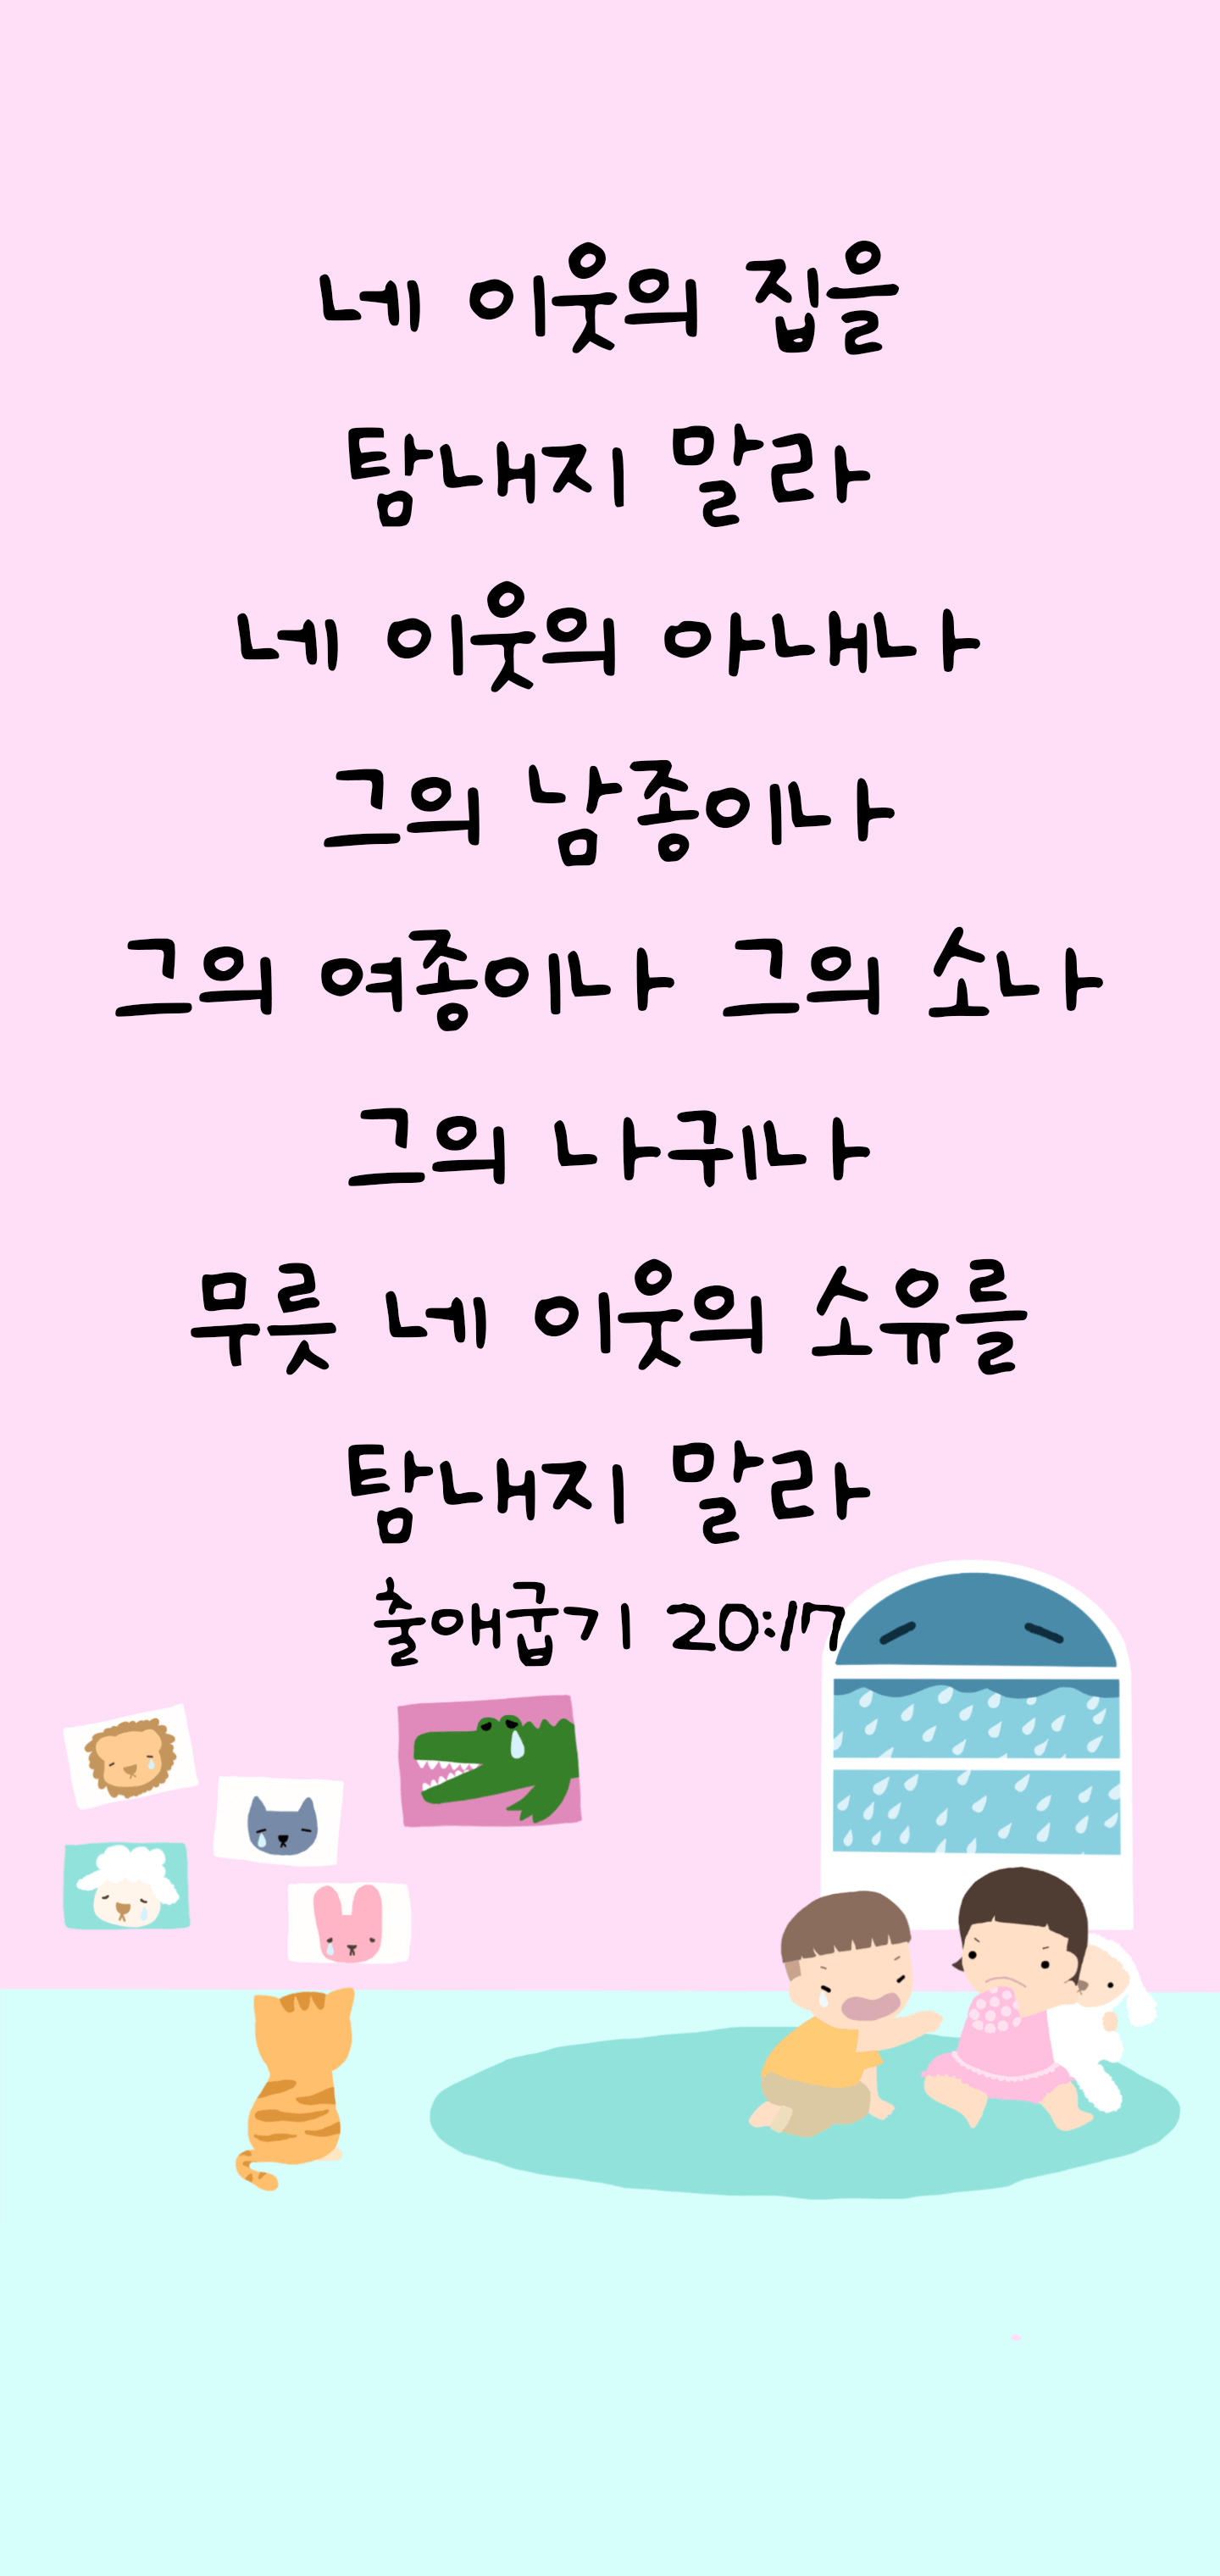 네 이웃의 집을
탐내지 말라
네 이웃의 아내나
그의 남종이나
그의 여종이나 그의 소나
그의 나귀나
무릇 네 이웃의 소유를
탐내지 말라
출애굽기 20:17